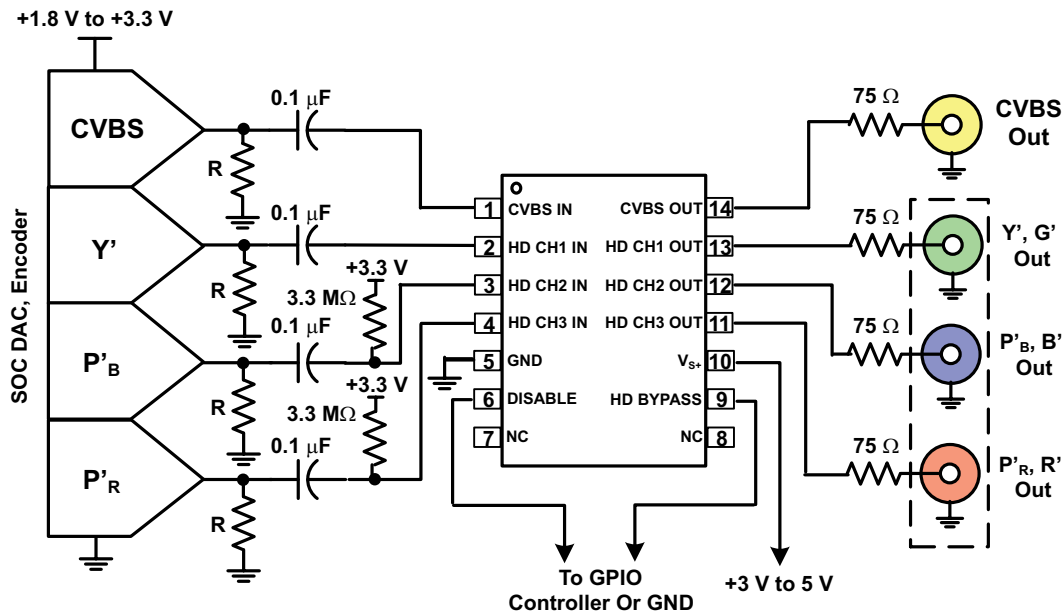 +1.8 V to +3.3 V
SOC DAC, Encoder
CVBS
R
0.1 µF
Y'
R
0.1 µF
P'B
R
0.1 µF
+3.3 V
3.3 MΩ
P'R
R
0.1 µF
+3.3 V
3.3 MΩ
1 CVBS IN
2 HD CH1 IN
3 HD CH2 IN
4 HD CH3 IN
5 GND
6 DISABLE
7 NC
CVBS OUT 14
HD CH1 OUT 13
HD CH2 OUT 12
HD CH3 OUT 11
VS+ 10
HD BYPASS 9
NC 8
75 Ω
CVBS
Out
75 Ω
Y', G'
Out
75 Ω
P'B, B'
Out
75 Ω
P'R, R'
Out
To GPIO
Controller Or GND
+3 V to 5 V